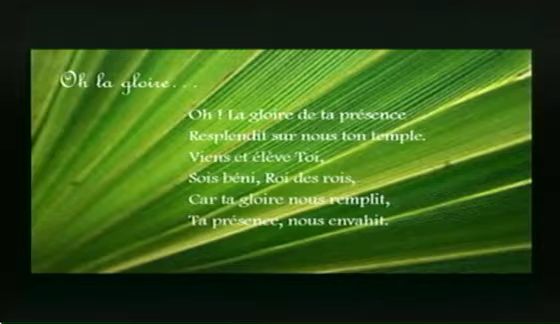 Oh la gloire...
Oh ! La gloire de ta présence
Resplendit sur nous ton temple.
Viens et élève Toi,
Sois béni, Roi des rois,
Car ta gloire nous remplit,
Ta présence, nous envahit.